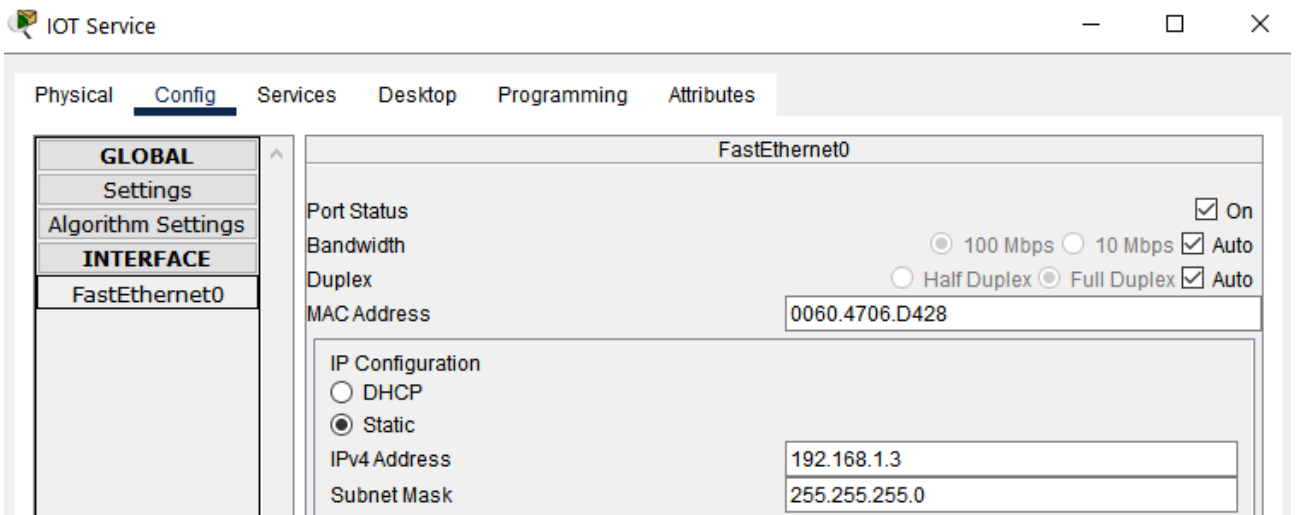 IOT Service
Physical Config Services Desktop Programming Attributes
GLOBAL
Settings
Algorithm Settings
INTERFACE
FastEthernet0
FastEthernet0
Port Status On
Bandwidth 100 Mbps 10 Mbps Auto
Duplex Half Duplex Full Duplex Auto
MAC Address 0060.4706.D428
IP Configuration
DHCP
Static
IPv4 Address 192.168.1.3
Subnet Mask 255.255.255.0